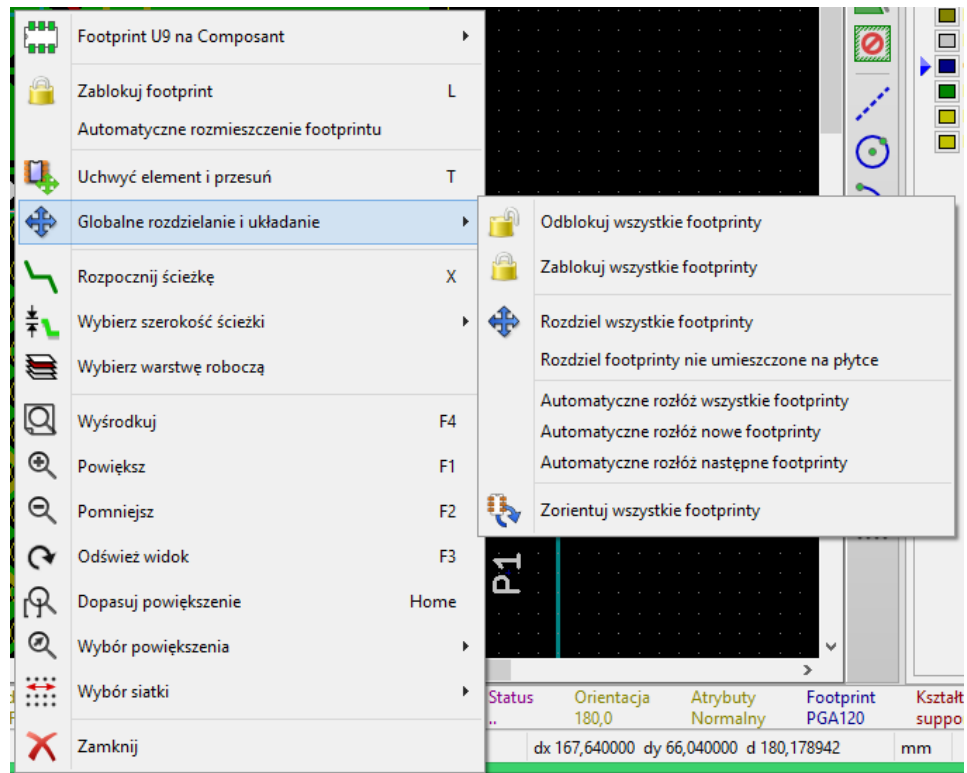 Footprint U9 na Composant
Zablokuj footprint L
Automatyczne rozmieszczenie footprintu
Uchwyć element i przesuń T
Globalne rozdzielanie i układanie
Rozpocznij ścieżkę X
Wybierz szerokość ścieżki
Wybierz warstwę roboczą
Wyśrodkuj F4
Powiększ F1
Pomniejsz F2
Odśwież widok F3
Dopasuj powiększenie Home
Wybór powiększenia
Wybór siatki
Zamknij
Odblokuj wszystkie footprinty
Zablokuj wszystkie footprinty
Rozdziel wszystkie footprinty
Rozdziel footprinty nie umieszczone na płytce
Automatyczne rozłóż wszystkie footprinty
Automatyczne rozłóż nowe footprinty
Automatyczne rozłóż następne footprinty
Zorientuj wszystkie footprinty
P1
Status Orientacja Atrybuty Footprint Kształt
.. 180,0 Normalny PGA120 suppo
dx 167,640000 dy 66,040000 d 180,178942 mm